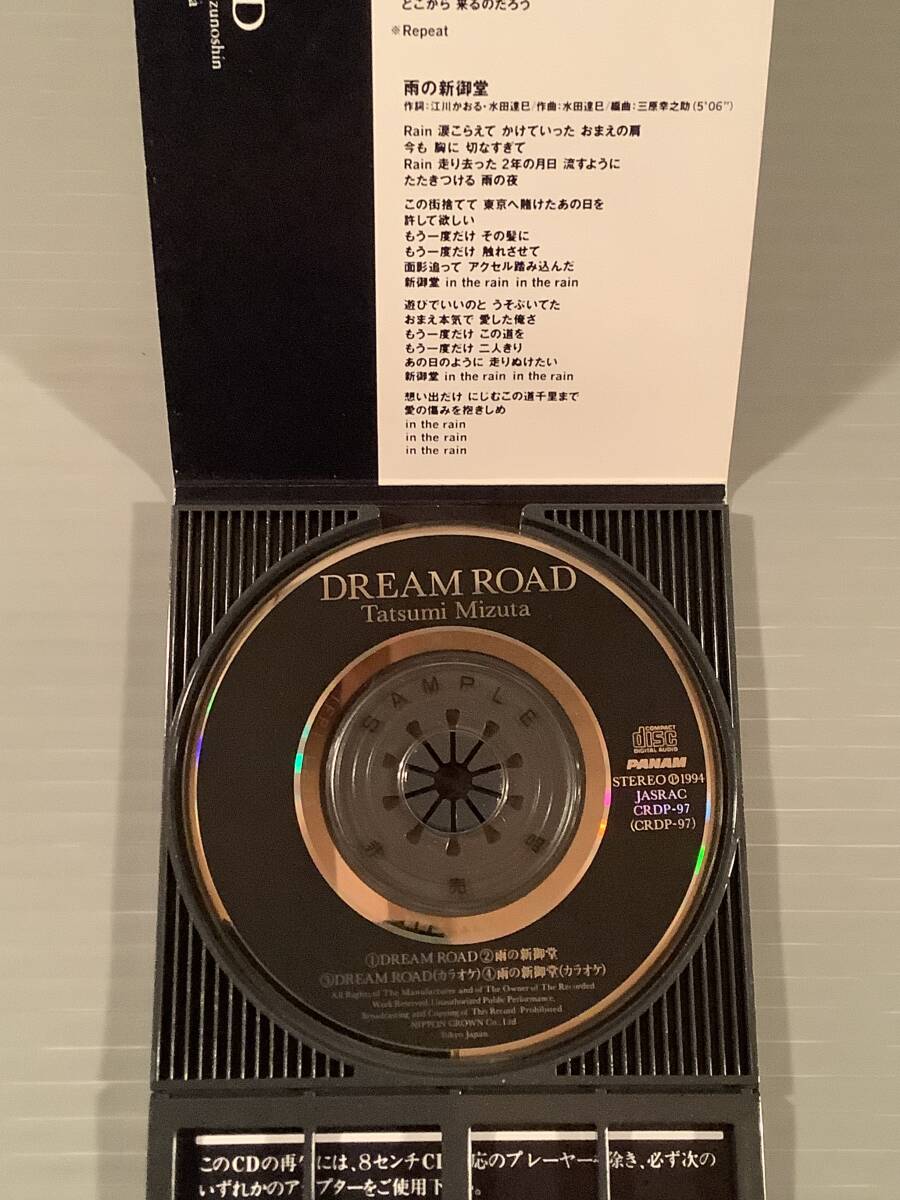 どこから 来るのだろう
※Repeat
雨の新御堂
作詞：江川かおる・水田達巳/作曲：水田達巳/編曲：三原幸之助(5'06")
Rain 涙こらえて かけていった おまえの肩
今も 胸に 切なすぎて
Rain 走り去った 2年の月日 流すように
たたきつける 雨の夜
この街捨てて 東京へ賭けたあの日を
許して欲しい
もう一度だけ その髪に
もう一度だけ 触れさせて
面影追って アクセル踏み込んだ
新御堂 in the rain in the rain
遊びでいいのと うそぶいてた
おまえ本気で 愛した俺さ
もう一度だけ この道を
もう一度だけ 二人きり
あの日のように 走りぬけたい
新御堂 in the rain in the rain
想い出だけ にじむこの道千里まで
愛の傷みを抱きしめ
in the rain
in the rain
in the rain
D
zunoshin
DREAM ROAD
Tatsumi Mizuta
SAMPLE
非売品
COMPACT
disc
DIGITAL AUDIO
PANAM
STEREO Ⓟ1994
JASRAC
CRDP-97
(CRDP-97)
①DREAM ROAD ②雨の新御堂
③DREAM ROAD(カラオケ) ④雨の新御堂(カラオケ)
All Rights of The Manufacturer and of The Owner of The Recorded
Work Reserved. Unauthorized Public Performance,
Broadcasting and Copying of This Record Prohibited.
NIPPON CROWN Co., Ltd.
Tokyo Japan
このCDの再 には、8センチCD 応のプレーヤー 除き、必ず次の
いずれかのア プターをご使用下 い。